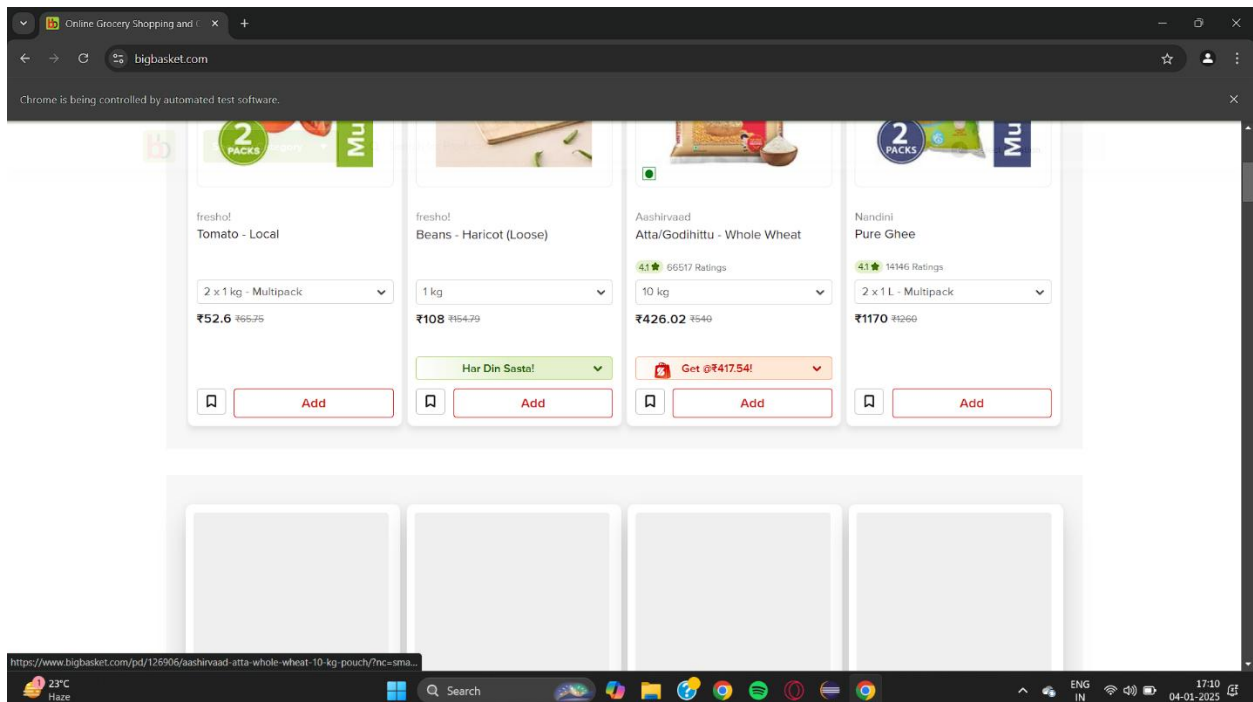 Online Grocery Shopping and
bigbasket.com
Chrome is being controlled by automated test software.
2
PACKS
Mu
2
PACKS
Mu
fresho!
Tomato - Local
2 x 1 kg - Multipack
₹52.6 ₹65.75
Add
fresho!
Beans - Haricot (Loose)
1 kg
₹108 ₹154.79
Har Din Sasta!
Add
Aashirvaad
Atta/Godihittu - Whole Wheat
4.1 66517 Ratings
10 kg
₹426.02 ₹540
Get @₹417.54!
Add
Nandini
Pure Ghee
4.1 14146 Ratings
2 x 1 L - Multipack
₹1170 ₹1260
Add
https://www.bigbasket.com/pd/126906/aashirvaad-atta-whole-wheat-10-kg-pouch/?nc=sma...
1
23°C
Haze
Search
ENG
IN
17:10
04-01-2025